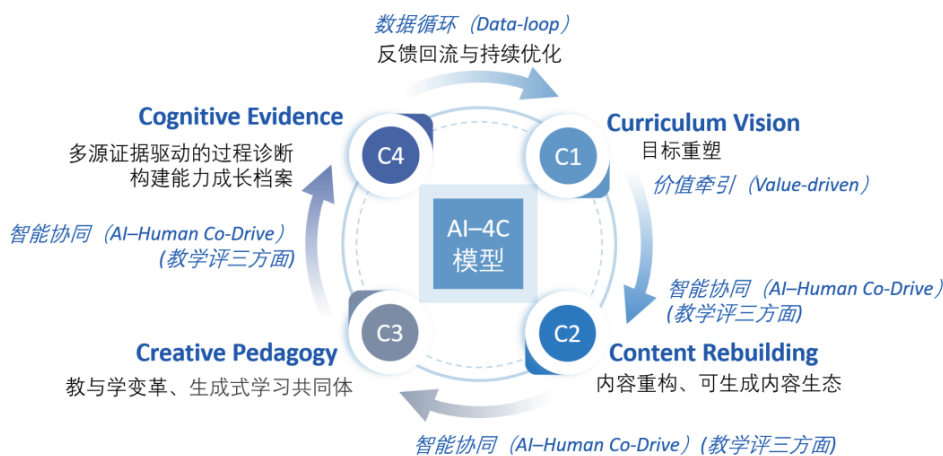 数据循环（Data-loop）
反馈回流与持续优化
Cognitive Evidence
多源证据驱动的过程诊断
构建能力成长档案
C4
C1
Curriculum Vision
目标重塑
价值牵引（Value-driven）
智能协同（AI–Human Co-Drive）
(教学评三方面)
AI–4C
模型
智能协同（AI–Human Co-Drive）
(教学评三方面)
C3
C2
Creative Pedagogy
教与学变革、生成式学习共同体
Content Rebuilding
内容重构、可生成内容生态
智能协同（AI–Human Co-Drive）(教学评三方面)